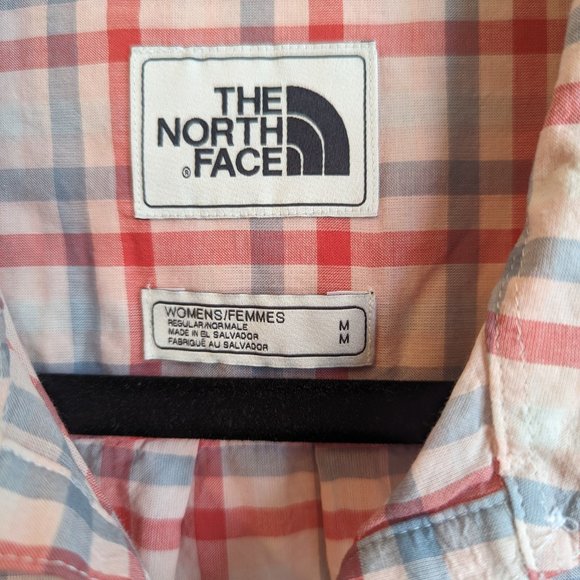 THE
NORTH
FACE
®
WOMENS/FEMMES
REGULAR/NORMALE M
MADE IN EL SALVADOR
FABRIQUÉ AU SALVADOR M